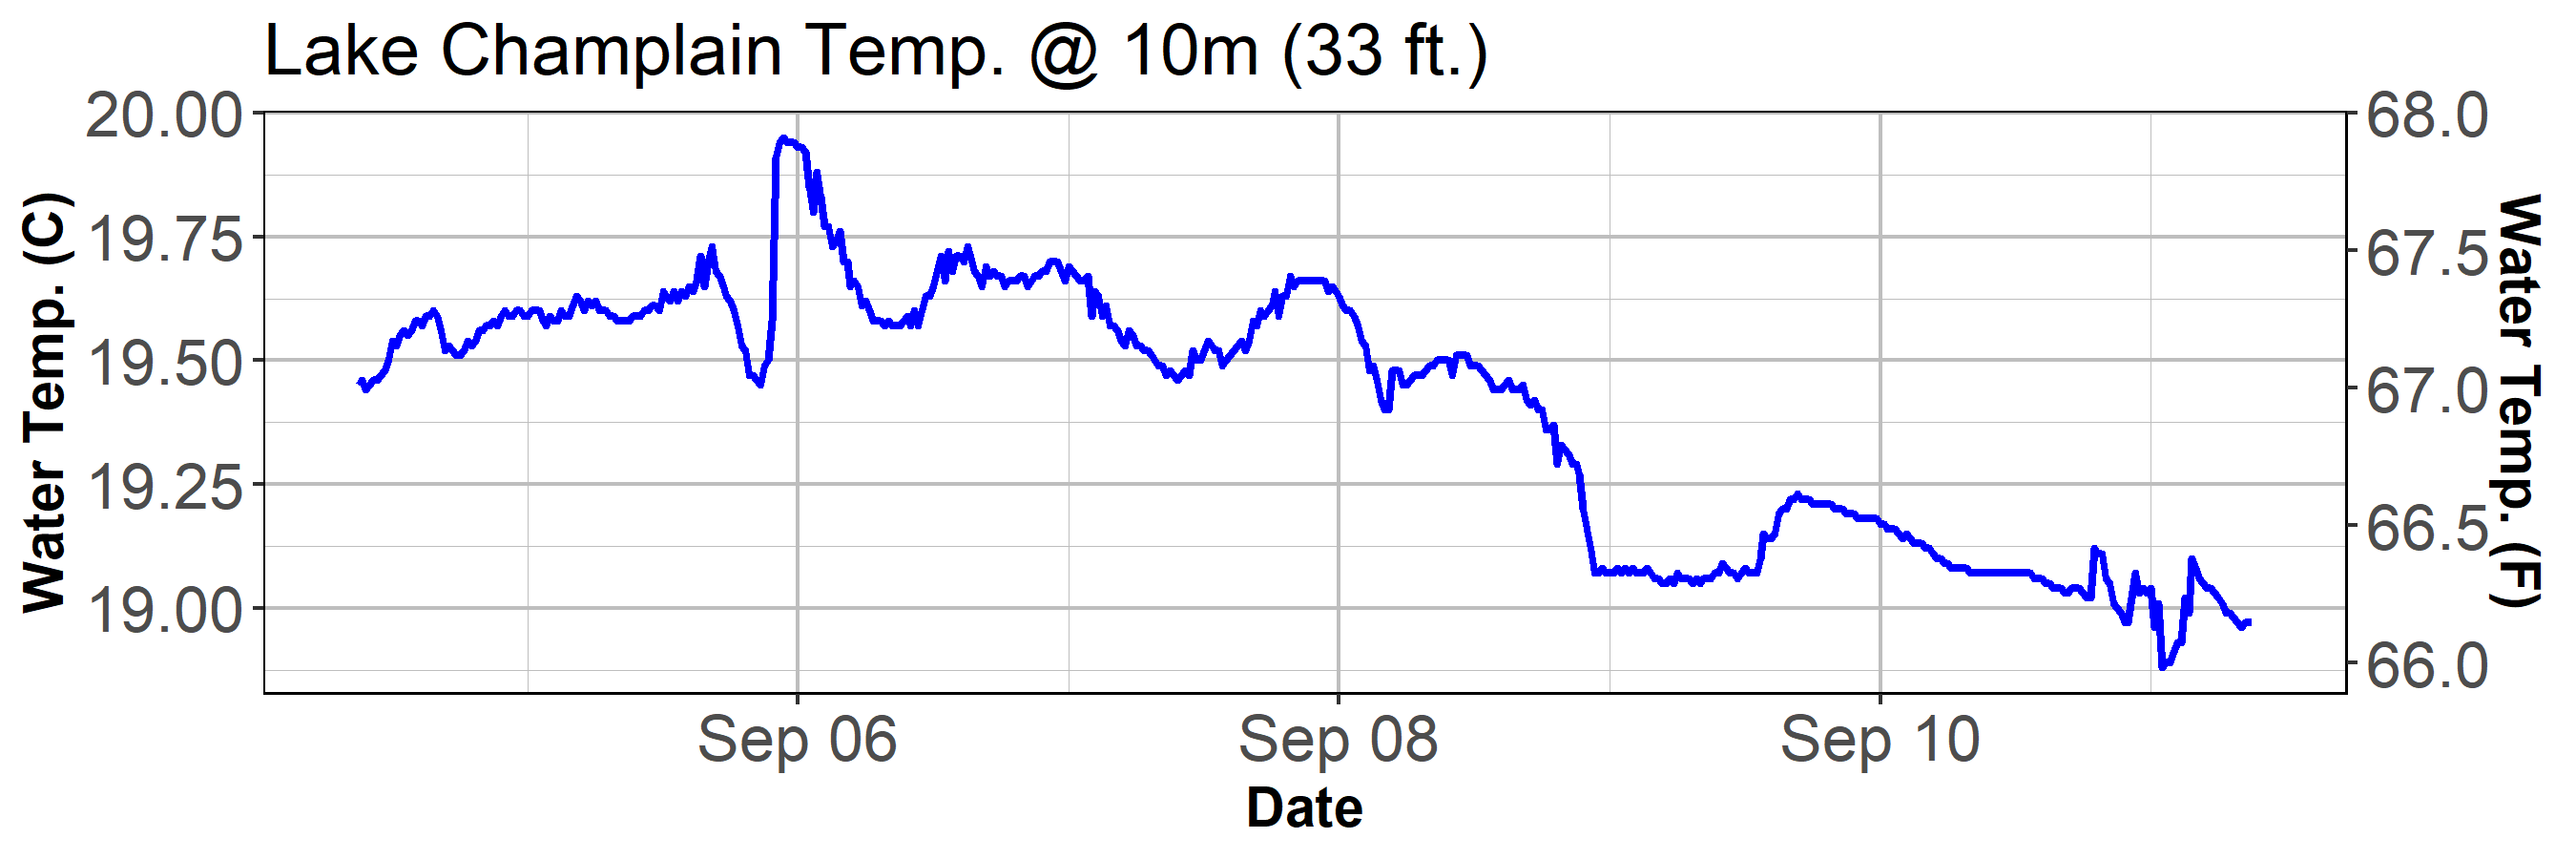 Lake Champlain Temp. @ 10m (33 ft.)
Water Temp. (C)
20.00
19.75
19.50
19.25
19.00
68.0
67.5
67.0
66.5
66.0
Water Temp. (F)
Sep 06 Sep 08 Sep 10
Date